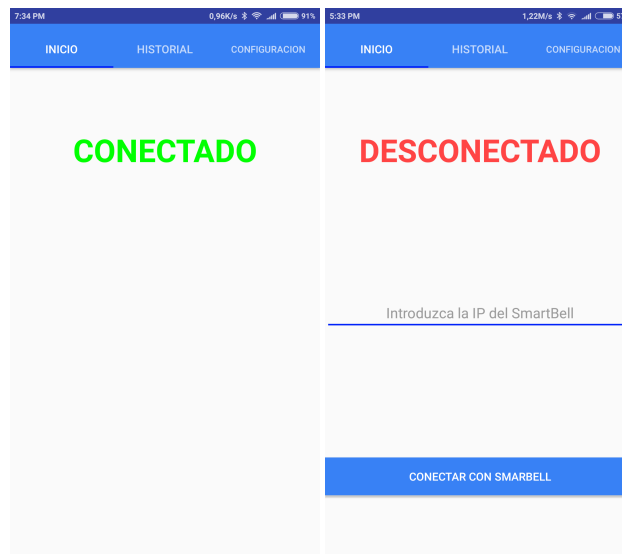 7:34 PM 0,96K/s 91%
INICIO HISTORIAL CONFIGURACION
CONECTADO
5:33 PM 1,22M/s
INICIO HISTORIAL CONFIGURACION
DESCONECTADO
Introduzca la IP del SmartBell
CONECTAR CON SMARBELL